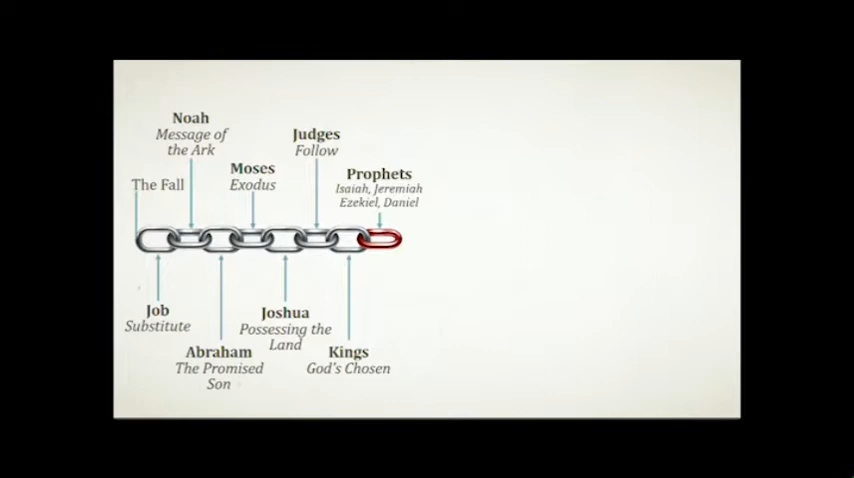 Noah
Message of
the Ark
Judges
Follow
Moses
Exodus
Prophets
Isaiah, Jeremiah
Ezekiel, Daniel
The Fall
Job
Substitute
Joshua
Possessing the
Land
Abraham
The Promised
Son
Kings
God's Chosen